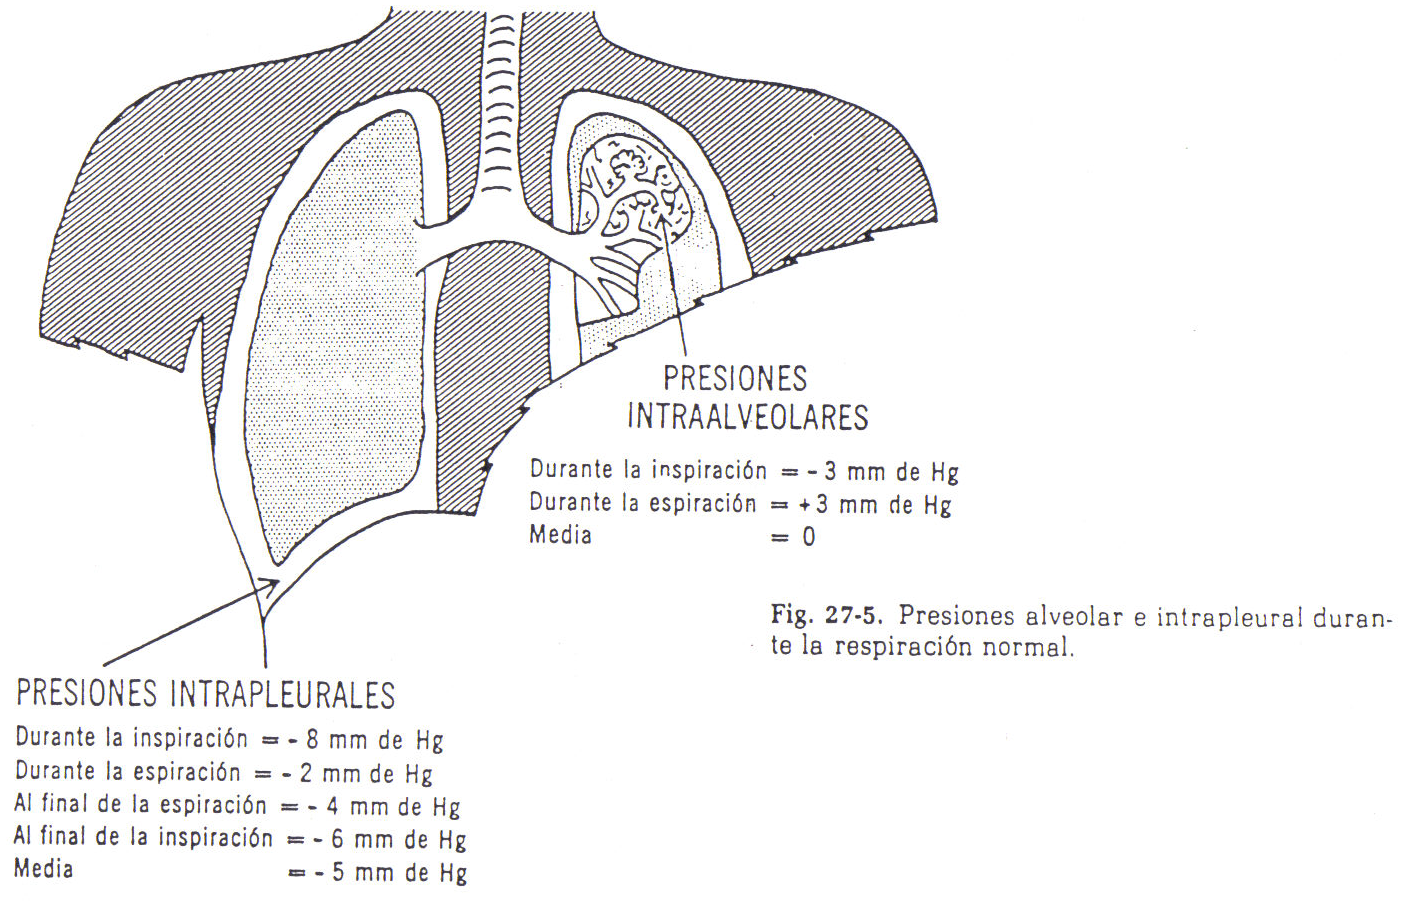 PRESIONES
INTRAALVEOLARES
Durante la inspiración = - 3 mm de Hg
Durante la espiración = +3 mm de Hg
Media = 0
Fig. 27-5. Presiones alveolar e intrapleural duran-
te la respiración normal.
PRESIONES INTRAPLEURALES
Durante la inspiración = - 8 mm de Hg
Durante la espiración = - 2 mm de Hg
Al final de la espiración = - 4 mm de Hg
Al final de la inspiración = - 6 mm de Hg
Media = - 5 mm de Hg